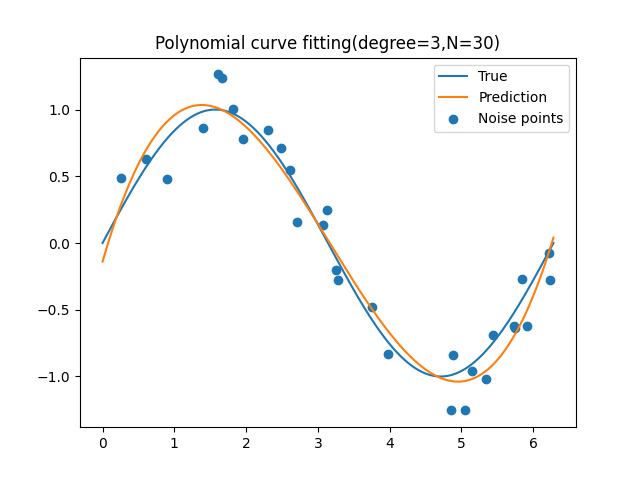 Polynomial curve fitting(degree=3,N=30)
True
Prediction
Noise points
1.0
0.5
0.0
−0.5
−1.0
0 1 2 3 4 5 6